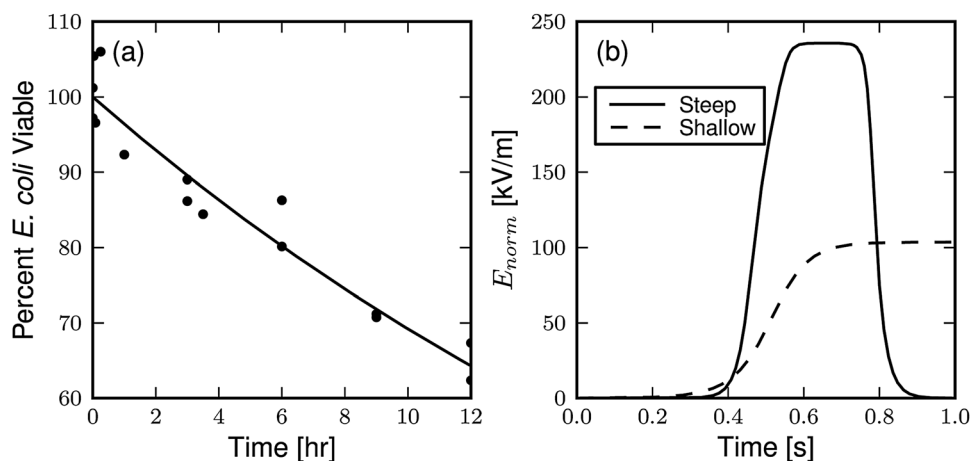 (a)
110
100
90
80
70
60
Percent E. coli Viable
0 2 4 6 8 10 12
Time [hr]
(b)
250
200
150
100
50
0
E_norm [kV/m]
Steep
Shallow
0.0 0.2 0.4 0.6 0.8 1.0
Time [s]